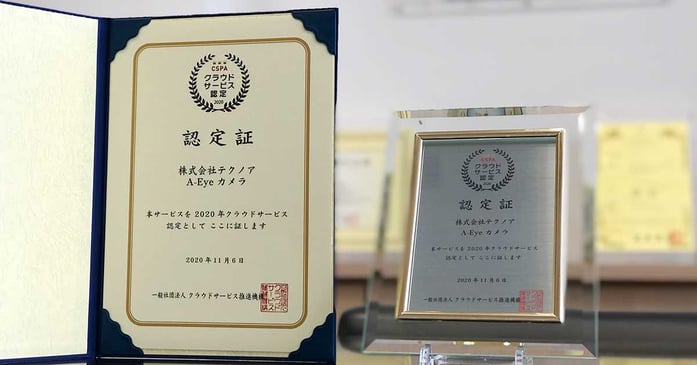 CSPA
クラウド
サービス
認定
2020
認定証
株式会社テクノア
A-Eye カメラ
本サービスを 2020 年クラウドサービス
認定として ここに証します
2020 年 11 月 6 日
一般社団法人 クラウドサービス推進機構
CSPA
クラウド
サービス
認定
2020
認定証
株式会社テクノア
A-Eye カメラ
本サービスを 2020 年クラウドサービス
認定として ここに証します
2020 年 11 月 6 日
一般社団法人 クラウドサービス推進機構